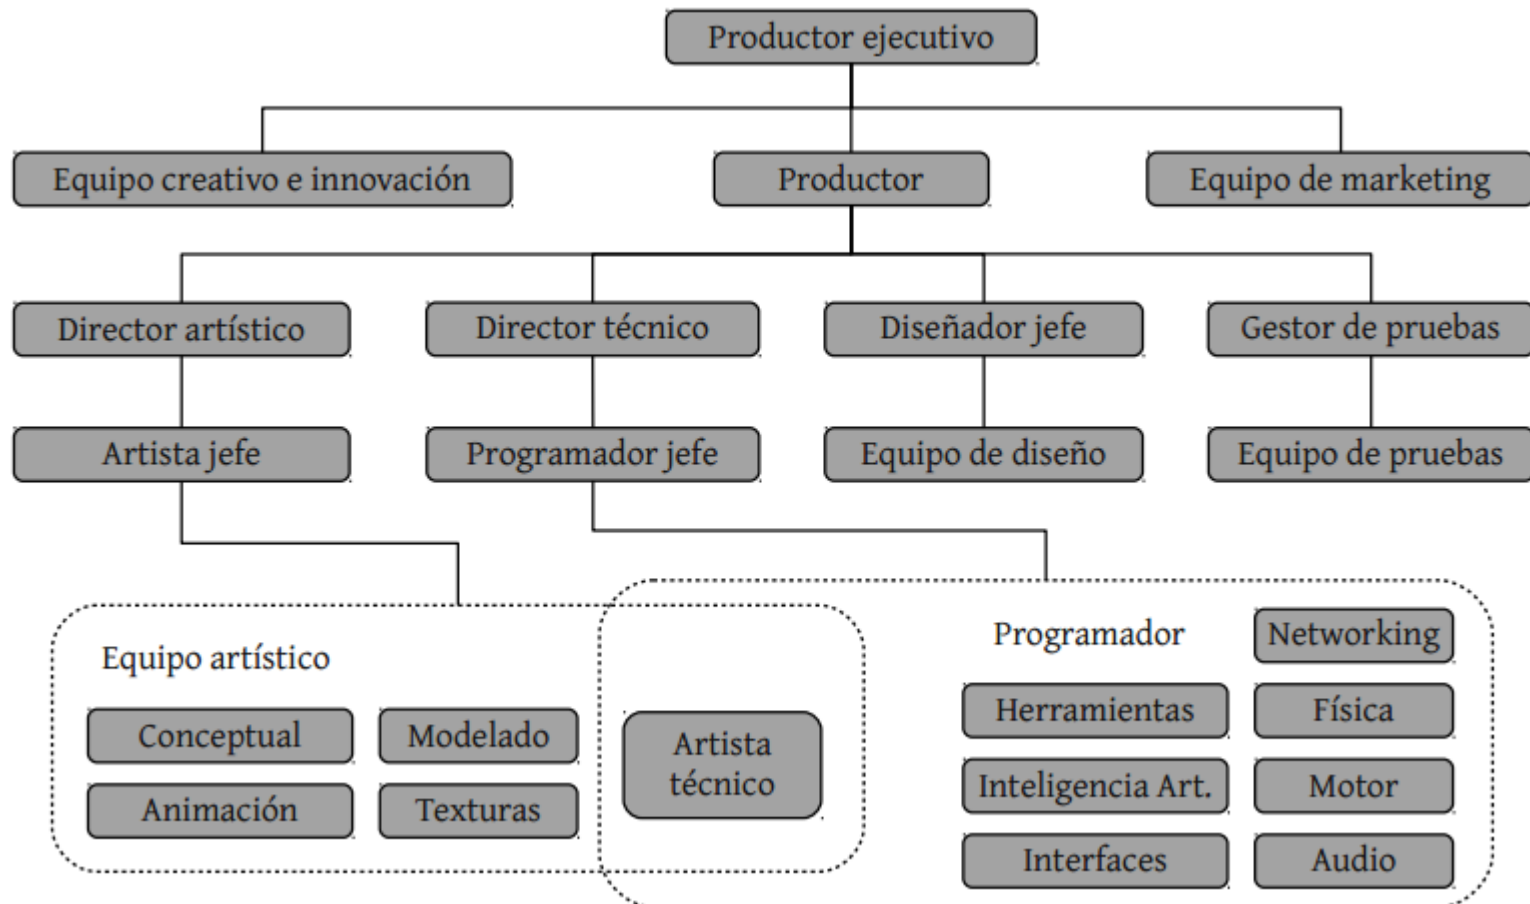 Productor ejecutivo
Equipo creativo e innovación
Productor
Equipo de marketing
Director artístico
Director técnico
Diseñador jefe
Gestor de pruebas
Artista jefe
Programador jefe
Equipo de diseño
Equipo de pruebas
Equipo artístico
Conceptual
Modelado
Animación
Texturas
Artista
técnico
Programador
Networking
Herramientas
Física
Inteligencia Art.
Motor
Interfaces
Audio